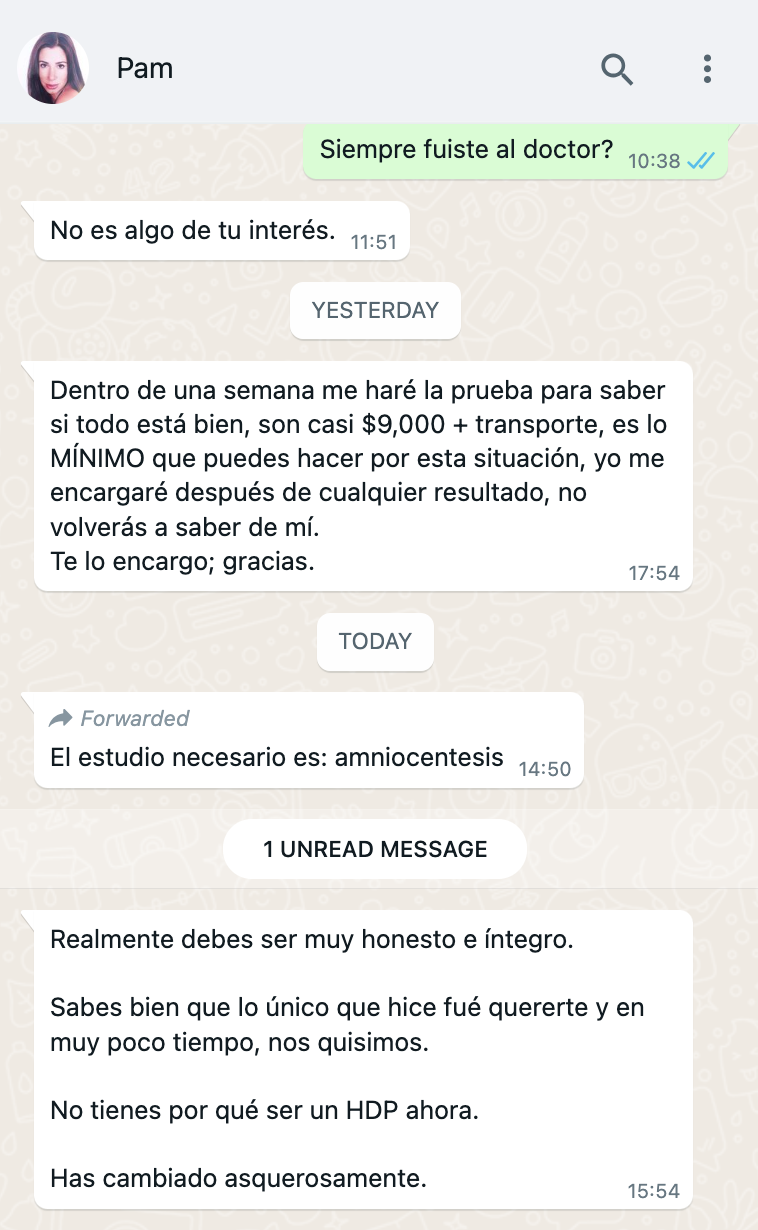 Pam
Siempre fuiste al doctor? 10:38
No es algo de tu interés. 11:51
YESTERDAY
Dentro de una semana me haré la prueba para saber
si todo está bien, son casi $9,000 + transporte, es lo
MÍNIMO que puedes hacer por esta situación, yo me
encargaré después de cualquier resultado, no
volverás a saber de mí.
Te lo encargo; gracias. 17:54
TODAY
Forwarded
El estudio necesario es: amniocentesis 14:50
1 UNREAD MESSAGE
Realmente debes ser muy honesto e íntegro.
Sabes bien que lo único que hice fué quererte y en
muy poco tiempo, nos quisimos.
No tienes por qué ser un HDP ahora.
Has cambiado asquerosamente. 15:54